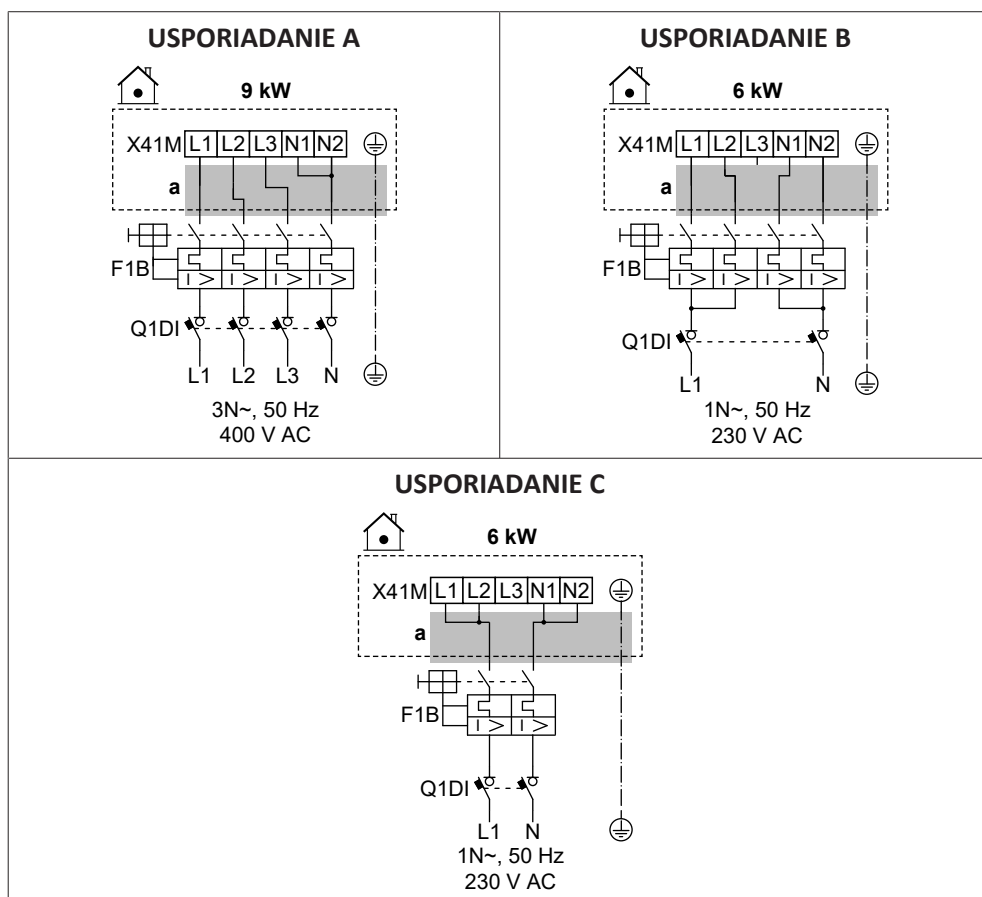 USPORIADANIE A
9 kW
X41M L1 L2 L3 N1 N2
a
F1B
I > I > I > I >
Q1DI
L1 L2 L3 N
3N~, 50 Hz
400 V AC
USPORIADANIE B
6 kW
X41M L1 L2 L3 N1 N2
a
F1B
I > I > I > I >
Q1DI
L1 N
1N~, 50 Hz
230 V AC
USPORIADANIE C
6 kW
X41M L1 L2 L3 N1 N2
a
F1B
I > I >
Q1DI
L1 N
1N~, 50 Hz
230 V AC